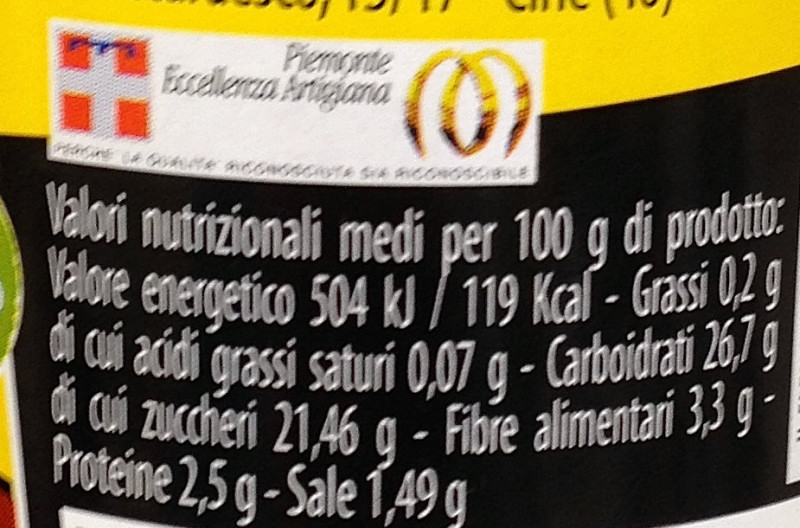 Piemonte
Eccellenza Artigiana
PERCHÉ LA QUALITÀ RICONOSCIUTA SIA RICONOSCIBILE
Valori nutrizionali medi per 100 g di prodotto:
Valore energetico 504 kJ / 119 Kcal - Grassi 0,2 g
di cui acidi grassi saturi 0,07 g - Carboidrati 26,7 g
di cui zuccheri 21,46 g - Fibre alimentari 3,3 g -
Proteine 2,5 g - Sale 1,49 g